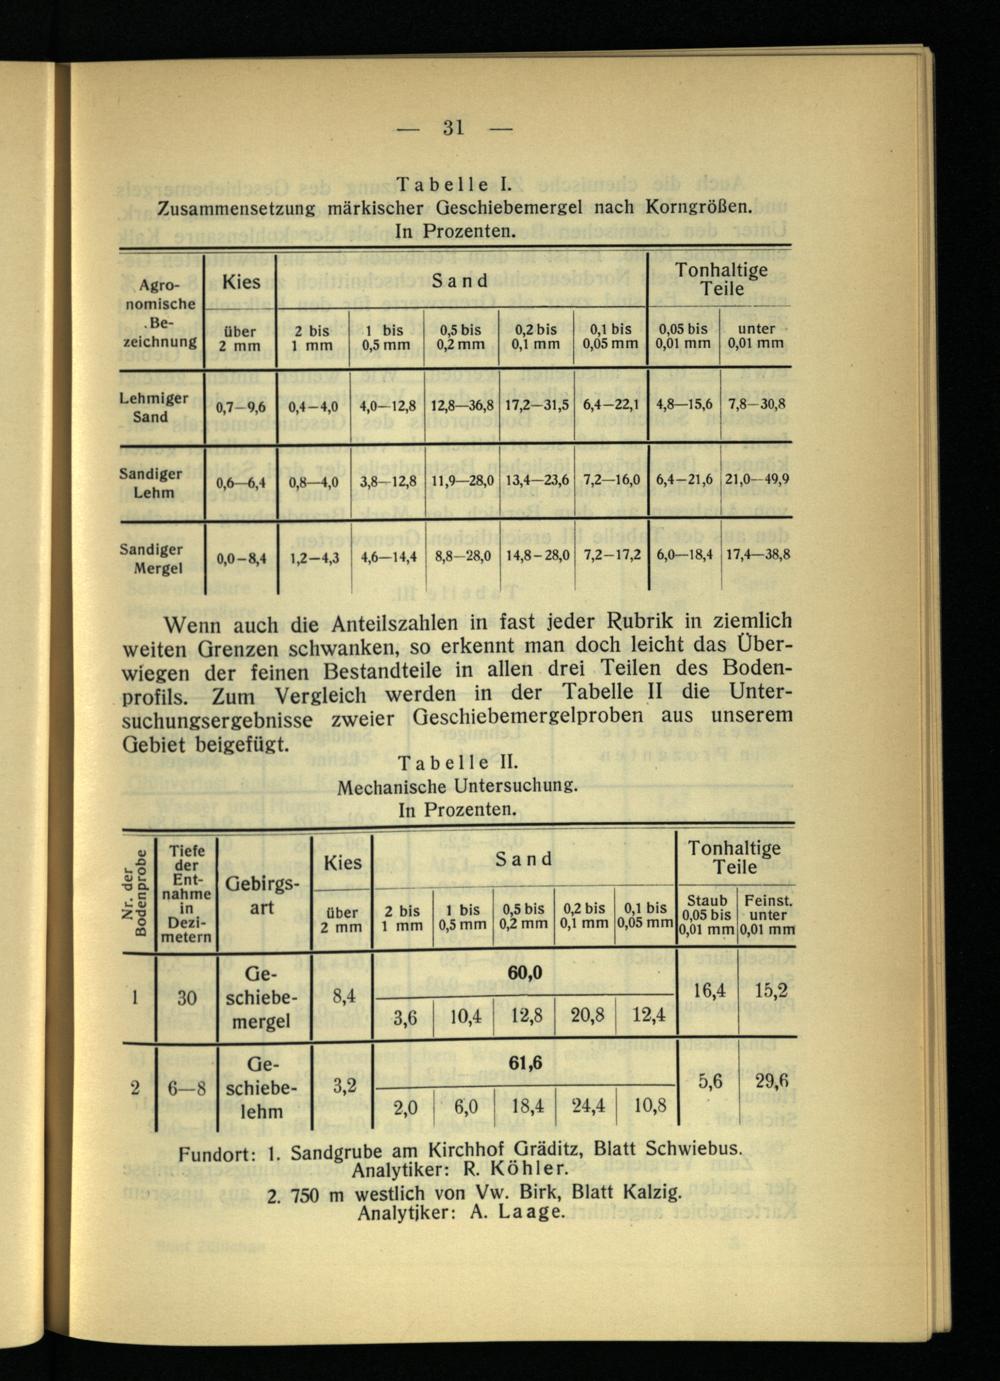 — 31 —
Tabelle I.
Zusammensetzung märkischer Geschiebemergel nach Korngrößen.
In Prozenten.
Agro-
nomische
Be-
zeichnung
Kies
Sand
Tonhaltige
Teile
über
2 mm
2 bis
1 mm
1 bis
0,5 mm
0,5 bis
0,2 mm
0,2 bis
0,1 mm
0,1 bis
0,05 mm
0,05 bis
0,01 mm
unter
0,01 mm
Lehmiger
Sand
0,7–9,6 0,4–4,0 4,0–12,8 12,8—36,8 17,2—31,5 6,4–22,1 4,8—15,6 7,8–30,8
Sandiger
Lehm
0,6—6,4 0,8—4,0 3,8–12,8 11,9—28,0 13,4—23,6 7,2—16,0 6,4–21,6 21,0–49,9
Sandiger
Mergel
0,0–8,4 1,2–4,3 4,6—14,4 8,8—28,0 14,8–28,0 7,2–17,2 6,0—18,4 17,4—38,8
Wenn auch die Anteilszahlen in fast jeder Rubrik in ziemlich
weiten Grenzen schwanken, so erkennt man doch leicht das Über-
wiegen der feinen Bestandteile in allen drei Teilen des Boden-
profils. Zum Vergleich werden in der Tabelle II die Unter-
suchungsergebnisse zweier Geschiebemergelproben aus unserem
Gebiet beigefügt.
Tabelle II.
Mechanische Untersuchung.
In Prozenten.
Nr. der
Bodenprobe
Tiefe
der
Ent-
nahme
in
Dezi-
metern
Gebirgs-
art
Kies
Sand
Tonhaltige
Teile
über
2 mm
2 bis
1 mm
1 bis
0,5 mm
0,5 bis
0,2 mm
0,2 bis
0,1 mm
0,1 bis
0,05 mm
Staub
0,05 bis
0,01 mm
Feinst.
unter
0,01 mm
1
30
Ge-
schiebe-
mergel
8,4
60,0
3,6 10,4 12,8 20,8 12,4
16,4
15,2
2
6—8
Ge-
schiebe-
lehm
3,2
61,6
2,0 6,0 18,4 24,4 10,8
5,6
29,6
Fundort: 1. Sandgrube am Kirchhof Gräditz, Blatt Schwiebus.
Analytiker: R. Köhler.
2. 750 m westlich von Vw. Birk, Blatt Kalzig.
Analytiker: A. Laage.